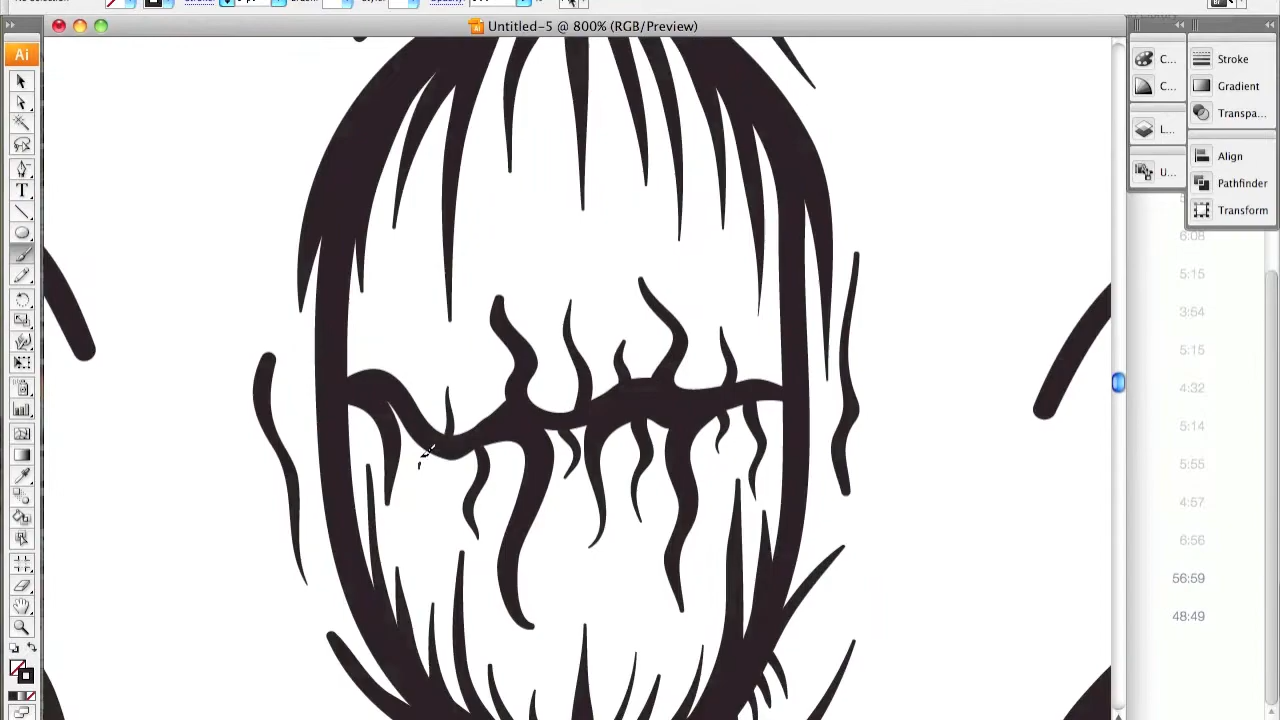 Untitled-5 @ 800% (RGB/Preview)
Ai
T
C...
C...
L...
U...
Stroke
Gradient
Transpa...
Align
Pathfinder
Transform
6:08
5:15
3:54
5:15
4:32
5:14
5:55
4:57
6:56
56:59
48:49